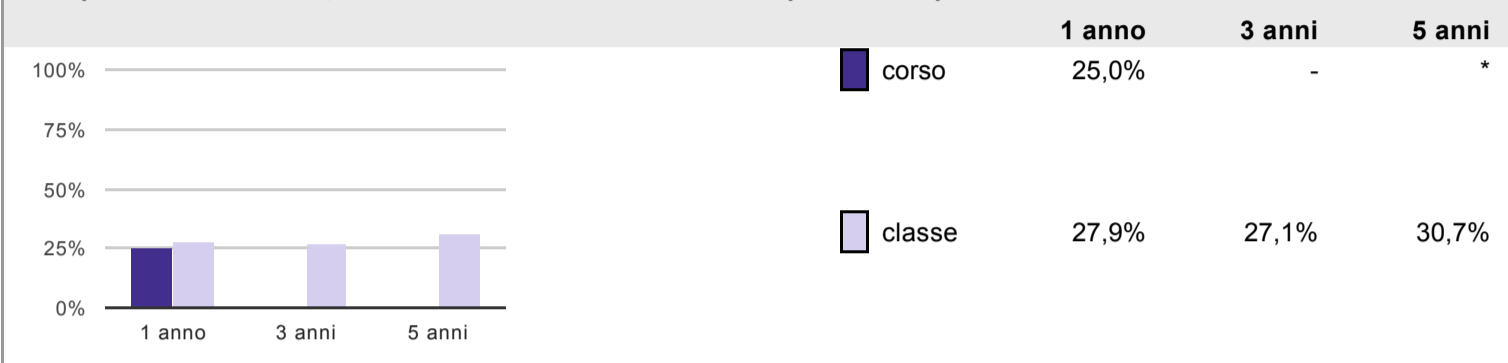 1 anno 3 anni 5 anni
100%
75%
50%
25%
0%
1 anno 3 anni 5 anni
corso 25,0% - *
classe 27,9% 27,1% 30,7%